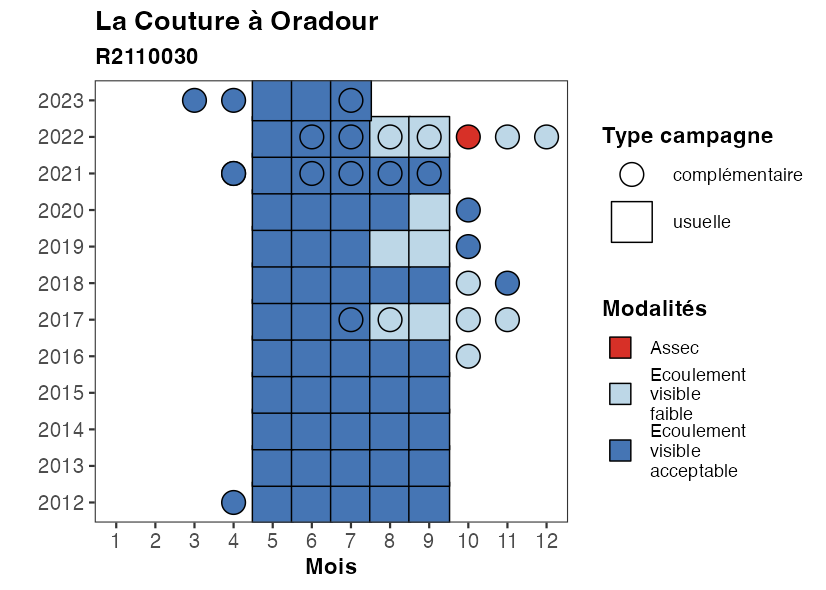 La Couture à Oradour
R2110030
2023
2022
2021
2020
2019
2018
2017
2016
2015
2014
2013
2012
1 2 3 4 5 6 7 8 9 10 11 12
Mois
Type campagne
complémentaire
usuelle
Modalités
Assec
Ecoulement
visible
faible
Ecoulement
visible
acceptable